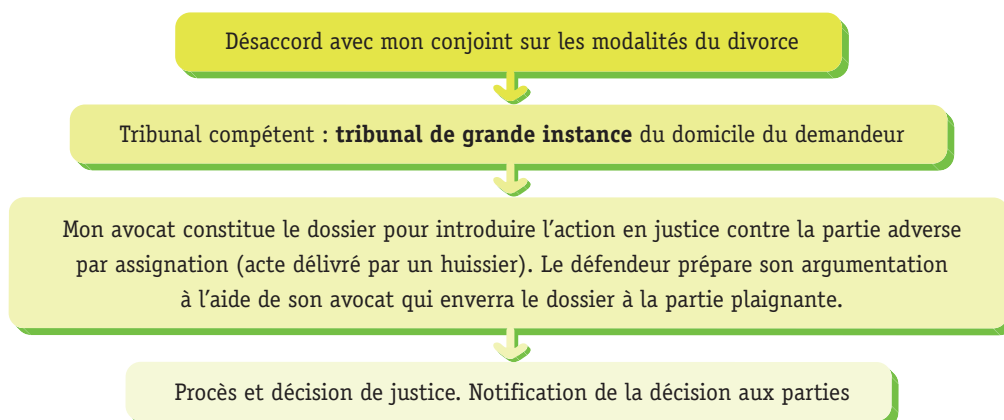 Désaccord avec mon conjoint sur les modalités du divorce
Tribunal compétent : tribunal de grande instance du domicile du demandeur
Mon avocat constitue le dossier pour introduire l’action en justice contre la partie adverse
par assignation (acte délivré par un huissier). Le défendeur prépare son argumentation
à l’aide de son avocat qui enverra le dossier à la partie plaignante.
Procès et décision de justice. Notification de la décision aux parties